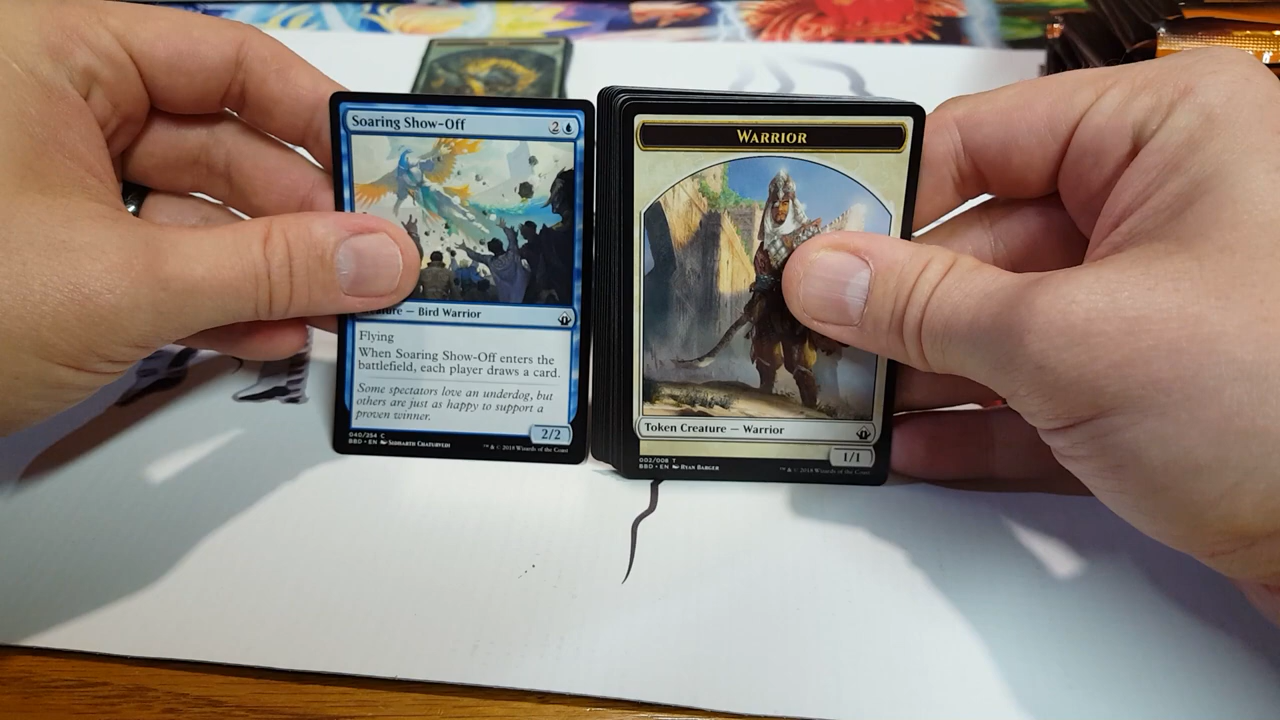 Soaring Show-Off 2
Creature — Bird Warrior
Flying
When Soaring Show-Off enters the
battlefield, each player draws a card.
Some spectators love an underdog, but
others are just as happy to support a
proven winner.
2/2
040/254 C
BBD • EN Siddharth Chaturvedi
™ & © 2018 Wizards of the Coast
WARRIOR
Token Creature — Warrior
1/1
003/008 T
BBD • EN Ryan Barger
™ & © 2018 Wizards of the Coast